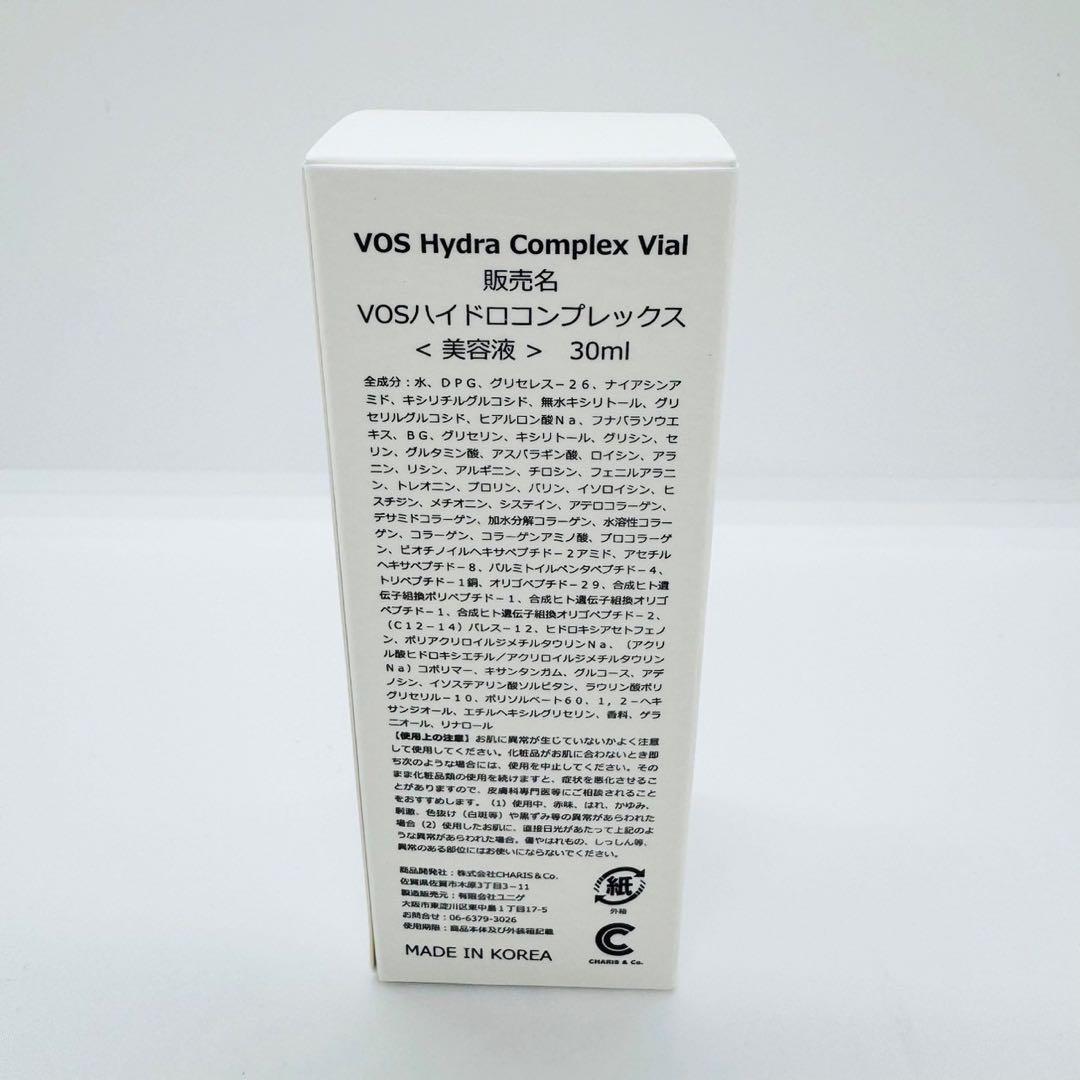 VOS Hydra Complex Vial
販売名
VOSハイドロコンプレックス
< 美容液 > 30ml
全成分：水、DPG、グリセレス－26、ナイアシンア
ミド、キシリチルグルコシド、無水キシリトール、グリ
セリルグルコシド、ヒアルロン酸Na、フナバラソウエ
キス、BG、グリセリン、キシリトール、グリシン、セ
リン、グルタミン酸、アスパラギン酸、ロイシン、アラ
ニン、リシン、アルギニン、チロシン、フェニルアラニ
ン、トレオニン、プロリン、バリン、イソロイシン、ヒ
スチジン、メチオニン、システイン、アテロコラーゲン、
デサミドコラーゲン、加水分解コラーゲン、水溶性コラー
ゲン、コラーゲン、コラーゲンアミノ酸、プロコラーゲ
ン、ビオチノイルヘキサペプチド－2アミド、アセチル
ヘキサペプチド－8、パルミトイルペンタペプチド－4、
トリペプチド－1銅、オリゴペプチド－29、合成ヒト遺
伝子組換ポリペプチド－1、合成ヒト遺伝子組換オリゴ
ペプチド－1、合成ヒト遺伝子組換オリゴペプチド－2、
（C12－14）パレス－12、ヒドロキシアセトフェノ
ン、ポリアクリロイルジメチルタウリンNa、（アクリ
ル酸ヒドロキシエチル／アクリロイルジメチルタウリン
Na）コポリマー、キサンタンガム、グルコース、アデ
ノシン、イソステアリン酸ソルビタン、ラウリン酸ポリ
グリセリル－10、ポリソルベート60、1，2－ヘキ
サンジオール、エチルヘキシルグリセリン、香料、ゲラ
ニオール、リナロール
【使用上の注意】お肌に異常が生じていないかよく注意
して使用してください。化粧品がお肌に合わないとき即
ち次のような場合には、使用を中止してください。その
まま化粧品類の使用を続けますと、症状を悪化させるこ
とがありますので、皮膚科専門医等にご相談されること
をおすすめします。（1）使用中、赤味、はれ、かゆみ、
刺激、色抜け（白斑等）や黒ずみ等の異常があらわれた
場合（2）使用したお肌に、直接日光があたって上記のよ
うな異常があらわれた場合。傷やはれもの、しっしん等、
異常のある部位にはお使いにならないでください。
商品開発社：株式会社CHARIS＆Co.
佐賀県佐賀市木原3丁目3－11
製造販売元：有限会社ユニゲ
大阪市東淀川区東中島1丁目17-5
お問合せ：06-6379-3026
使用期限：商品本体及び外装箱記載
MADE IN KOREA
紙
外箱
CHARIS & Co.